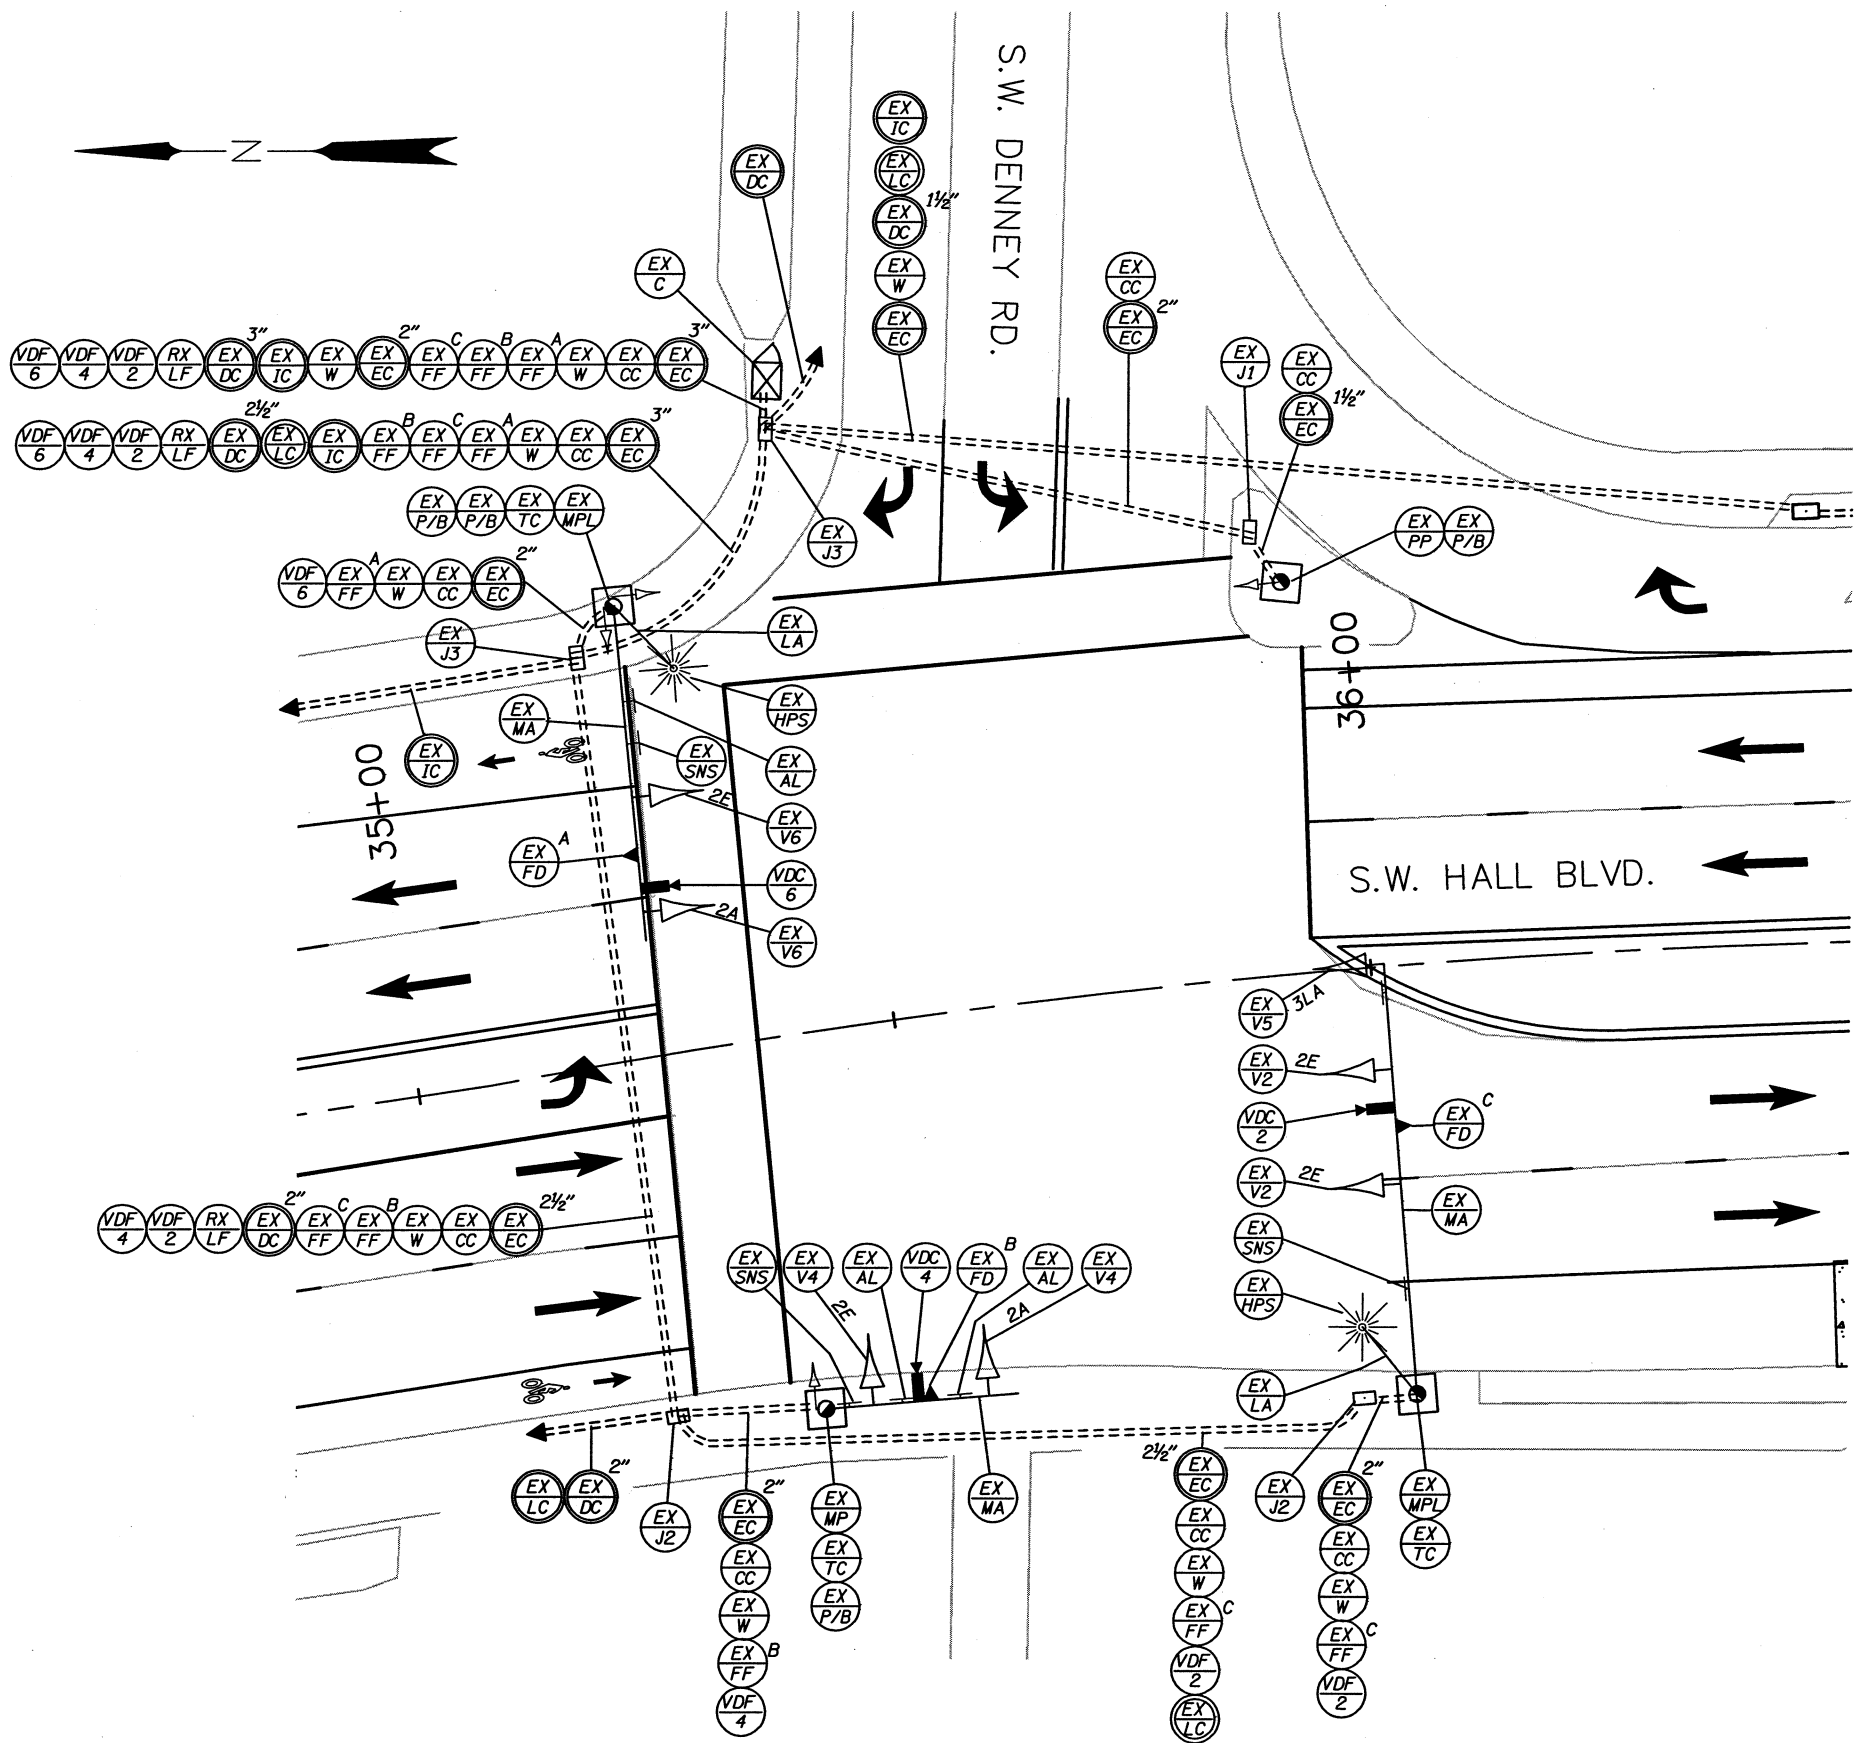 S.W. DENNEY RD.
N
EX IC
EX LC
EX DC 1½"
EX W
EX EC
EX DC
EX C
EX CC
EX EC 2"
VDF 6 VDF 4 VDF 2 RX LF EX DC 3" EX IC EX W EX EC 2" EX FF C EX FF B EX FF A EX W EX CC EX EC 3"
EX J1
EX CC
EX EC 1½"
VDF 6 VDF 4 VDF 2 RX LF EX DC 2½" EX LC EX IC EX FF B EX FF C EX FF A EX W EX CC EX EC 3"
EX P/B EX P/B EX TC EX MPL
EX J3
EX PP EX P/B
VDF 6 EX FF A EX W EX CC EX EC 2"
EX J3
EX LA
36+00
EX HPS
EX MA
EX IC
EX SNS
EX AL
35+00
2E
EX V6
EX FD A
VDC 6
2A
EX V6
S.W. HALL BLVD.
EX V5 3LA
EX V2 2E
VDC 2
EX FD C
EX V2 2E
EX MA
EX SNS
EX HPS
VDF 4 VDF 2 RX LF EX DC 2" EX FF C EX FF B EX W EX CC EX EC 2½"
EX SNS EX V4 EX AL VDC 4 EX FD B EX AL EX V4
2E
2A
EX LA
EX LC EX DC 2"
EX J2
EX EC 2"
EX CC
EX W
EX FF B
VDF 4
EX MP
EX TC
EX P/B
EX MA
2½" EX EC
EX CC
EX W
EX FF C
VDF 2
EX LC
EX J2
EX EC 2"
EX CC
EX W
EX FF C
VDF 2
EX MPL
EX TC